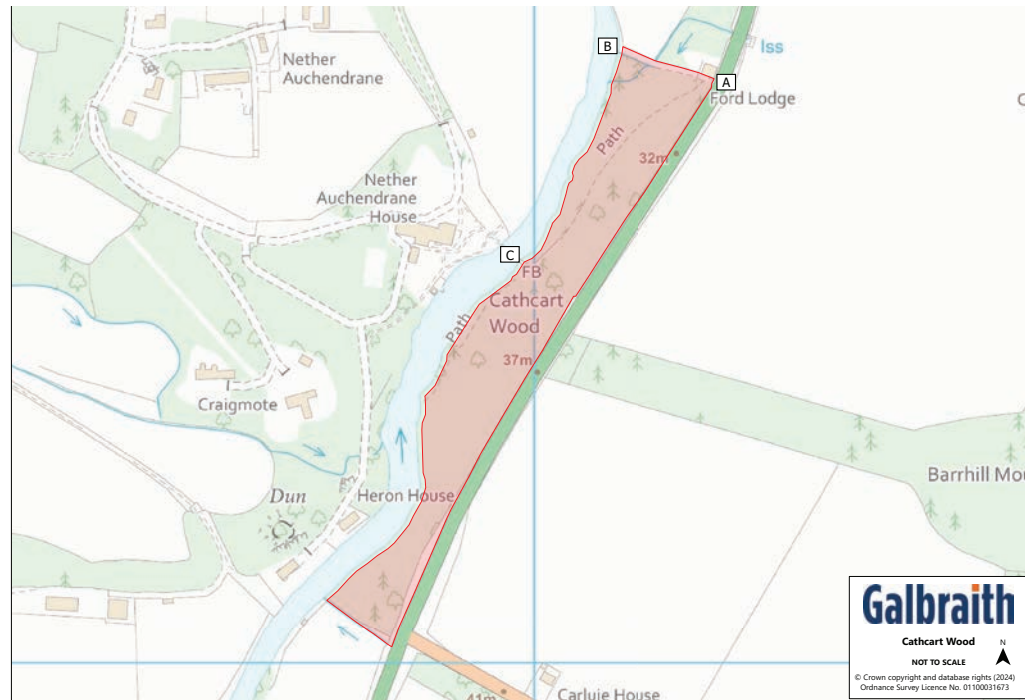 Nether
Auchendrane
B
Iss
A
Ford Lodge
Path
32m
Nether
Auchendrane
House
C
FB
Cathcart
Wood
Path
37m
Craigmote
Barrhill Mou
Dun
Heron House
Carluie House
41m
Galbraith
Cathcart Wood
N
NOT TO SCALE
© Crown copyright and database rights (2024)
Ordnance Survey Licence No. 01100031673